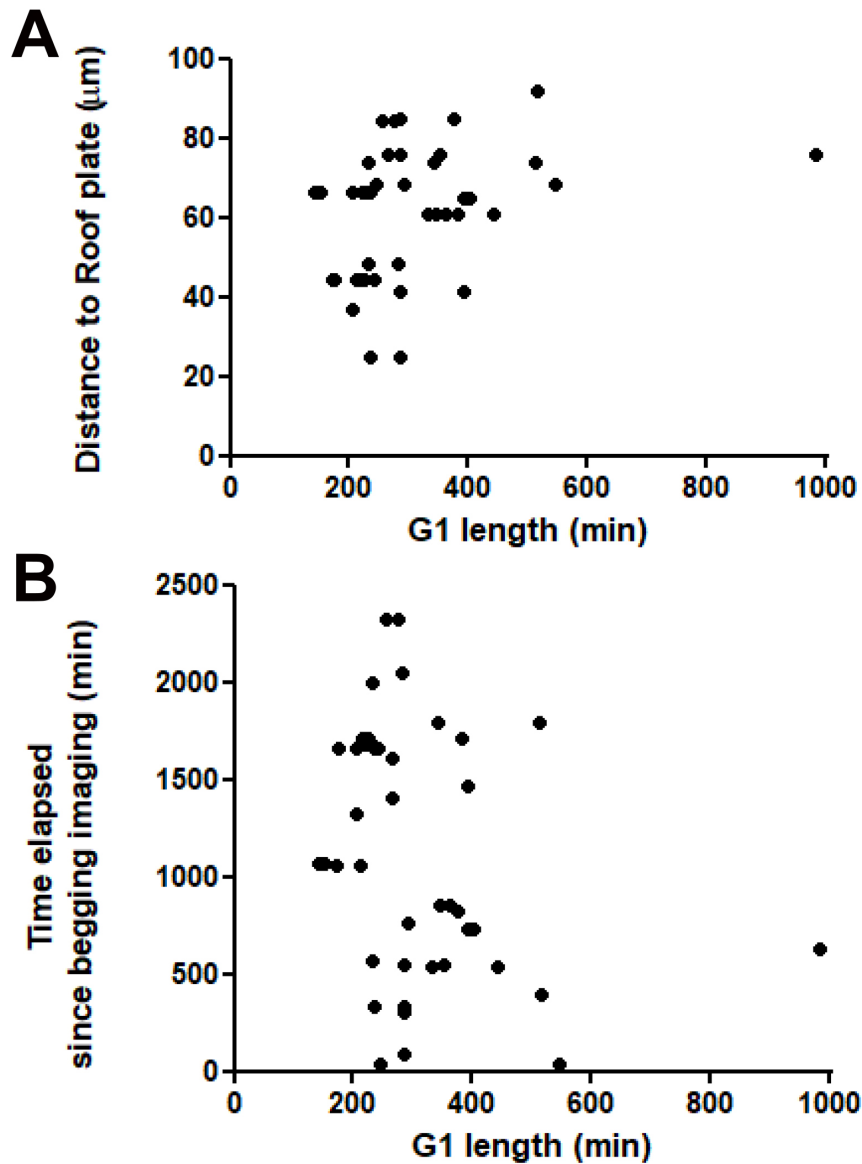 A
Distance to Roof plate (μm)
100
80
60
40
20
0
0 200 400 600 800 1000
G1 length (min)
B
Time elapsed
since begging imaging (min)
2500
2000
1500
1000
500
0
0 200 400 600 800 1000
G1 length (min)